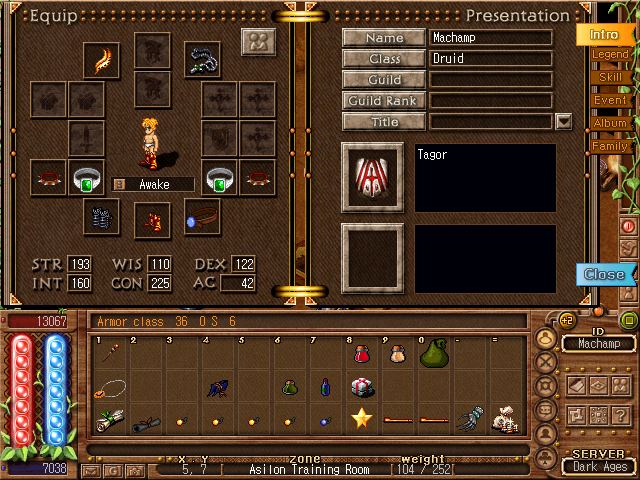 Equip
Presentation
Name Machamp
Class Druid
Guild
Guild Rank
Title
Intro
Legend
Skill
Event
Album
Family
Tagor
B Awake
STR 193 WIS 110 DEX 122
INT 160 CON 225 AC 42
Close
13067
Armor class 36 0 S 6
+2
ID
Machamp
1 2 3 4 5 6 7 8 9 0 - =
7038
x, y zone weight
5, 7 [ Asilon Training Room [104 / 252[
G
?
SERVER
Dark Ages